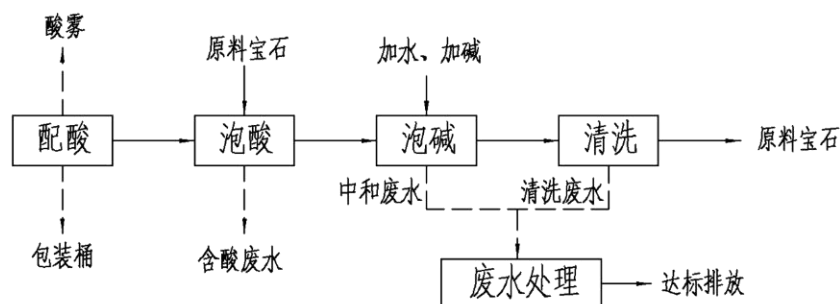 酸雾
原料宝石
加水、加碱
配酸
泡酸
泡碱
清洗
原料宝石
中和废水
清洗废水
包装桶
含酸废水
废水处理
达标排放